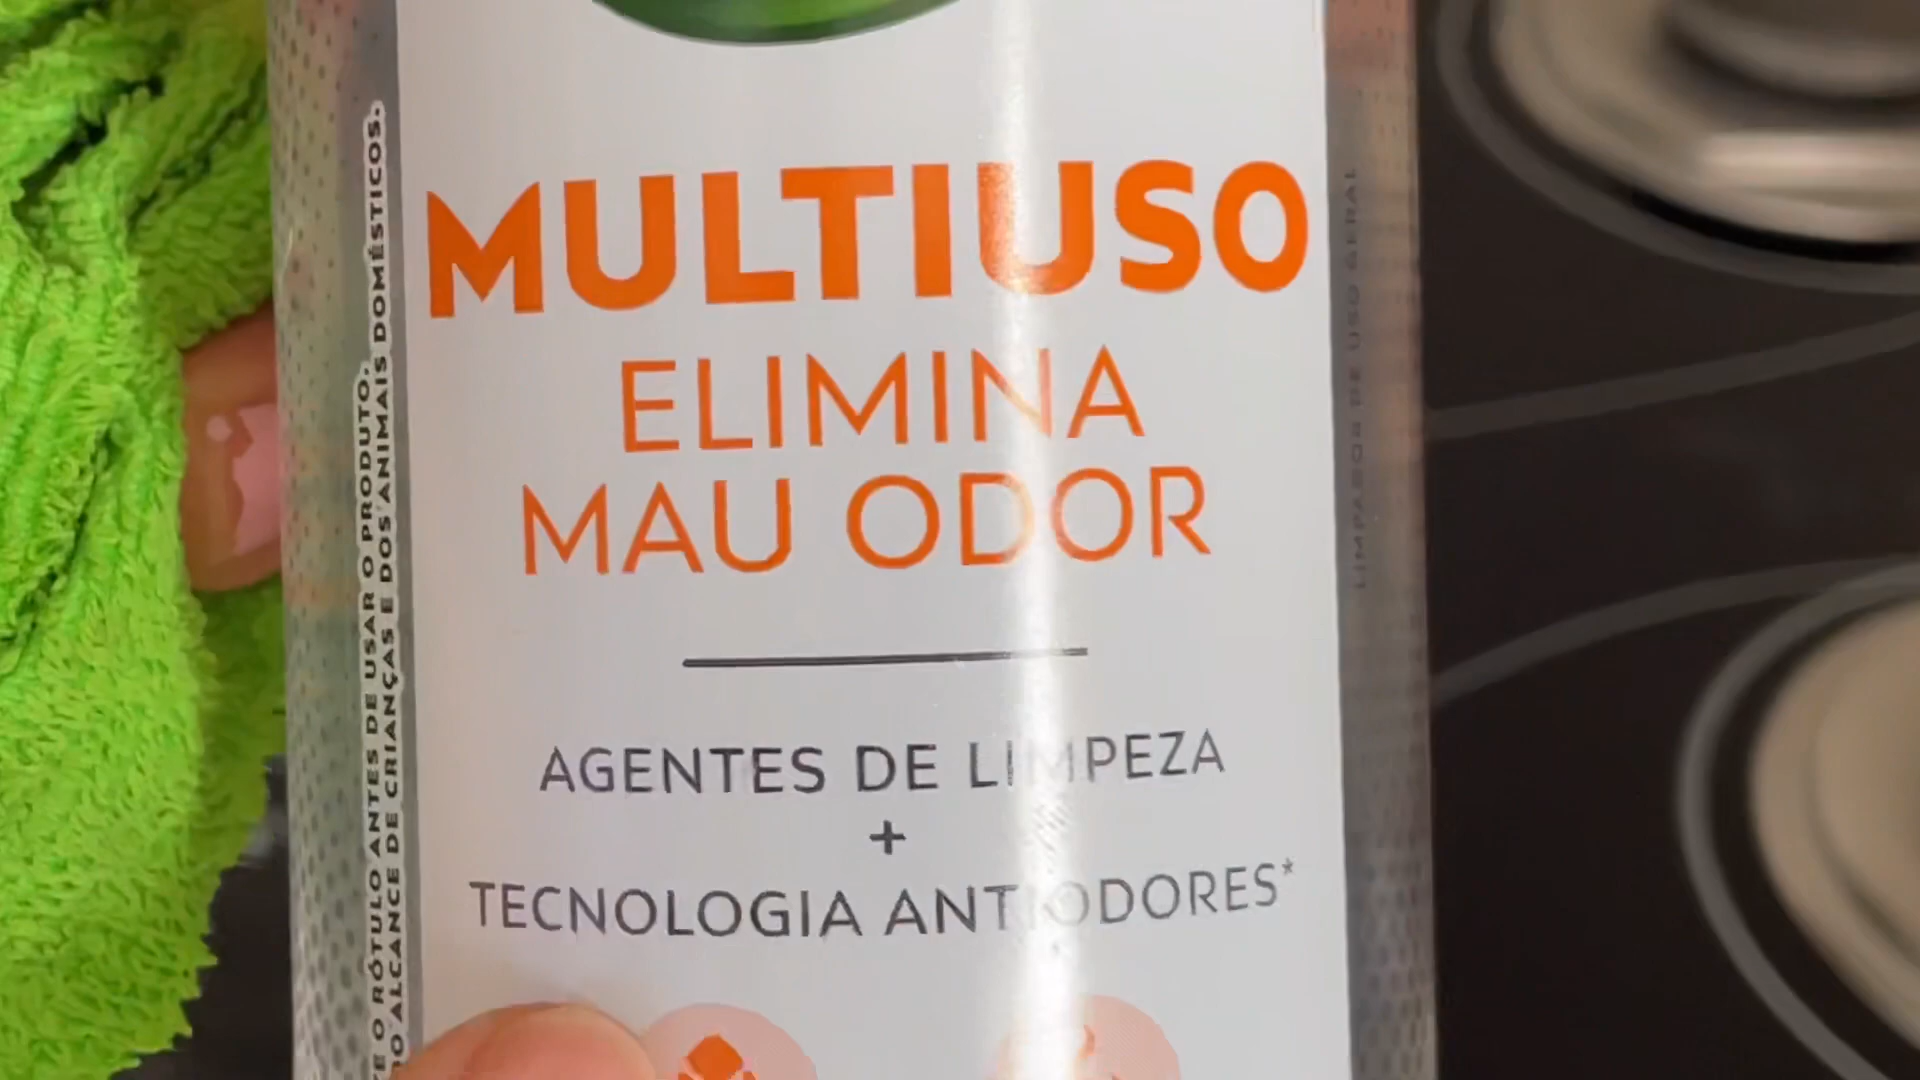 MULTIUSO
ELIMINA
MAU ODOR
AGENTES DE LIMPEZA
+
TECNOLOGIA ANTIODORES*
O RÓTULO ANTES DE USAR O PRODUTO.
ALCANCE DE CRIANÇAS E DOS ANIMAIS DOMÉSTICOS.
LIMPADOR DE USO GERAL